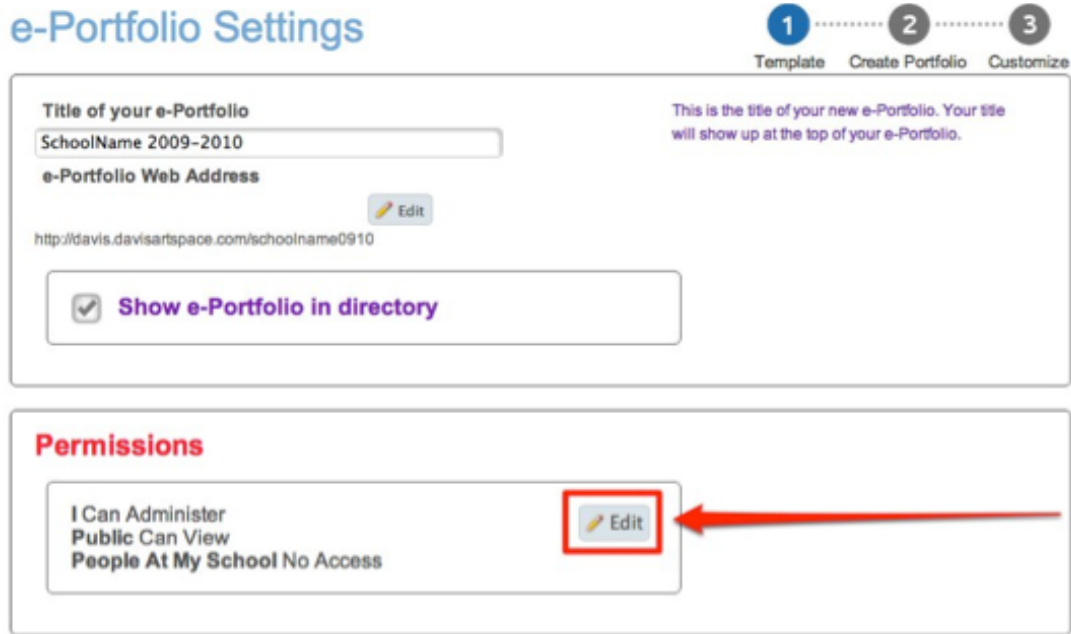 e-Portfolio Settings
1 2 3
Template Create Portfolio Customize
Title of your e-Portfolio
SchoolName 2009-2010
This is the title of your new e-Portfolio. Your title
will show up at the top of your e-Portfolio.
e-Portfolio Web Address
Edit
http://davis.davisartspace.com/schoolname0910
Show e-Portfolio in directory
Permissions
I Can Administer
Public Can View
People At My School No Access
Edit